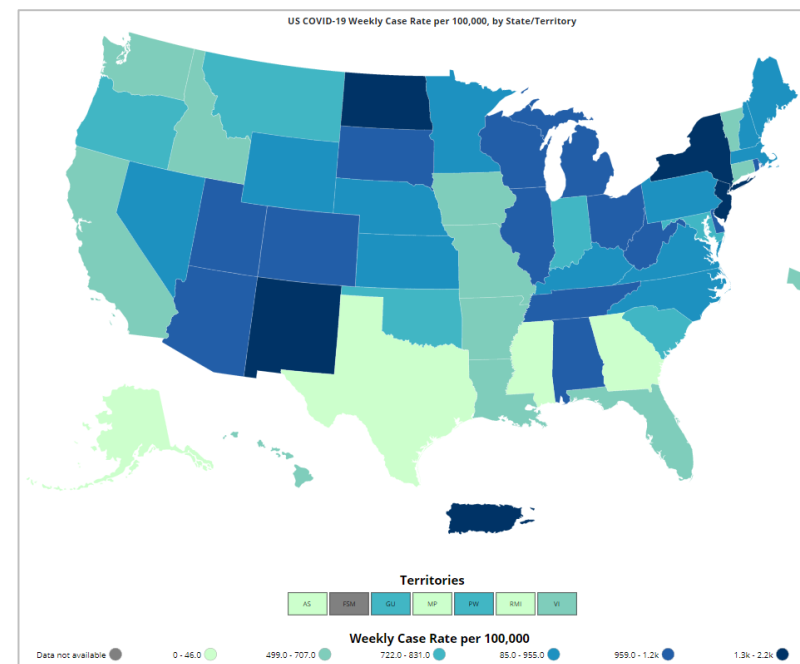 US COVID-19 Weekly Case Rate per 100,000, by State/Territory
Territories
AS FSM GU MP PW RMI VI
Weekly Case Rate per 100,000
Data not available 0 - 46.0 499.0 - 707.0 722.0 - 831.0 85.0 - 955.0 959.0 - 1.2k 1.3k - 2.2k